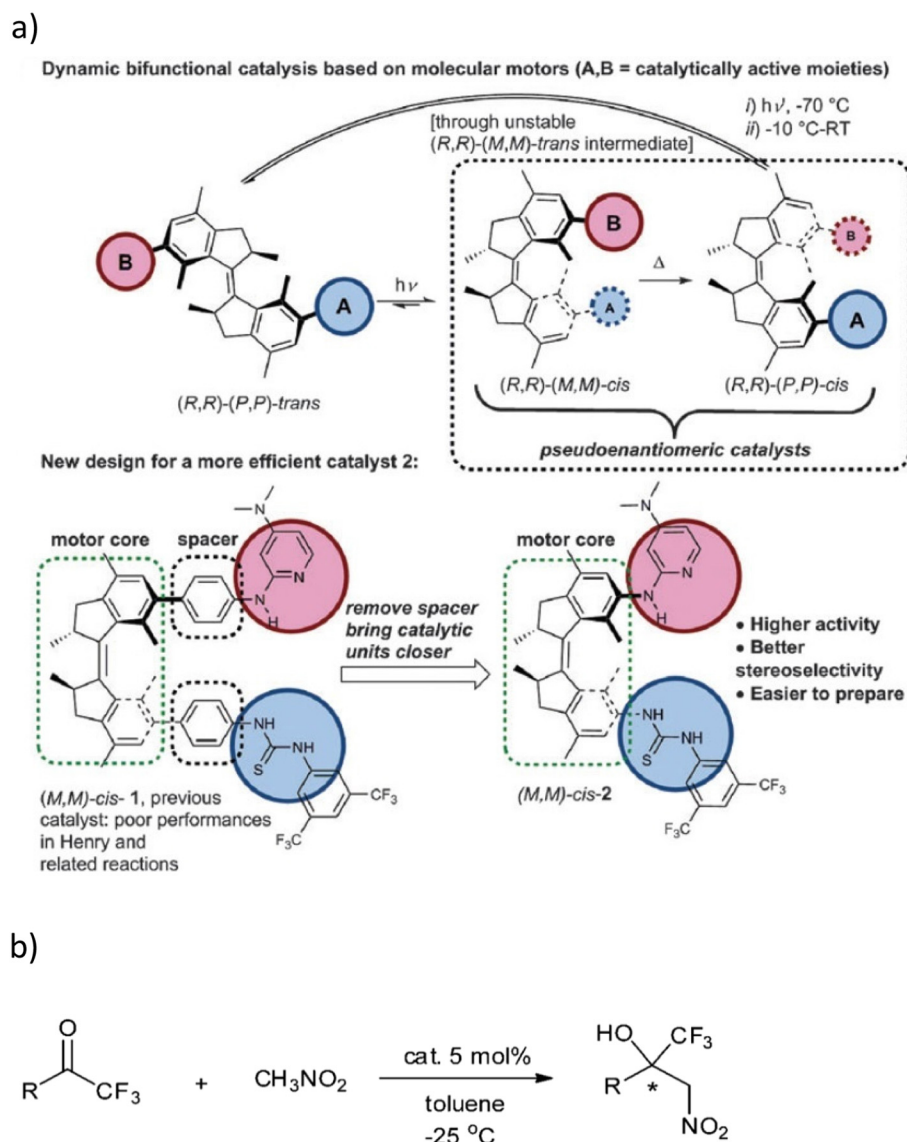 a)
Dynamic bifunctional catalysis based on molecular motors (A,B = catalytically active moieties)
[through unstable
(R,R)-(M,M)-trans intermediate]
i) hν, -70 °C
ii) -10 °C-RT
B
A
hν
B
A
Δ
B
A
(R,R)-(P,P)-trans
(R,R)-(M,M)-cis
(R,R)-(P,P)-cis
pseudoenantiomeric catalysts
New design for a more efficient catalyst 2:
motor core
spacer
N
N
N
H
NH
S
NH
CF₃
F₃C
remove spacer
bring catalytic
units closer
motor core
N
N
N
H
NH
S
NH
CF₃
F₃C
• Higher activity
• Better
stereoselectivity
• Easier to prepare
(M,M)-cis- 1, previous
catalyst: poor performances
in Henry and
related reactions
(M,M)-cis-2
b)
O
R
CF₃
+
CH₃NO₂
cat. 5 mol%
toluene
-25 °C
HO
CF₃
R
*
NO₂